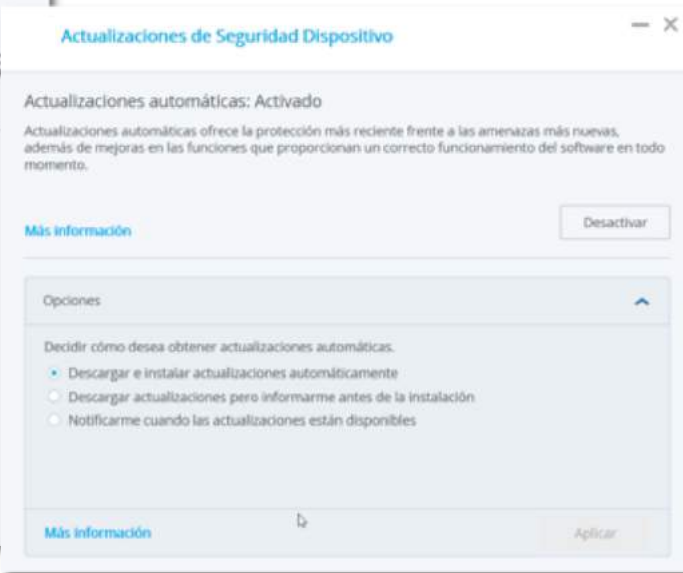 Actualizaciones de Seguridad Dispositivo
Actualizaciones automáticas: Activado
Actualizaciones automáticas ofrece la protección más reciente frente a las amenazas más nuevas,
además de mejoras en las funciones que proporcionan un correcto funcionamiento del software en todo
momento.
Más información
Desactivar
Opciones
Decidir cómo desea obtener actualizaciones automáticas.
Descargar e instalar actualizaciones automáticamente
Descargar actualizaciones pero informarme antes de la instalación
Notificarme cuando las actualizaciones están disponibles
Más información
Aplicar